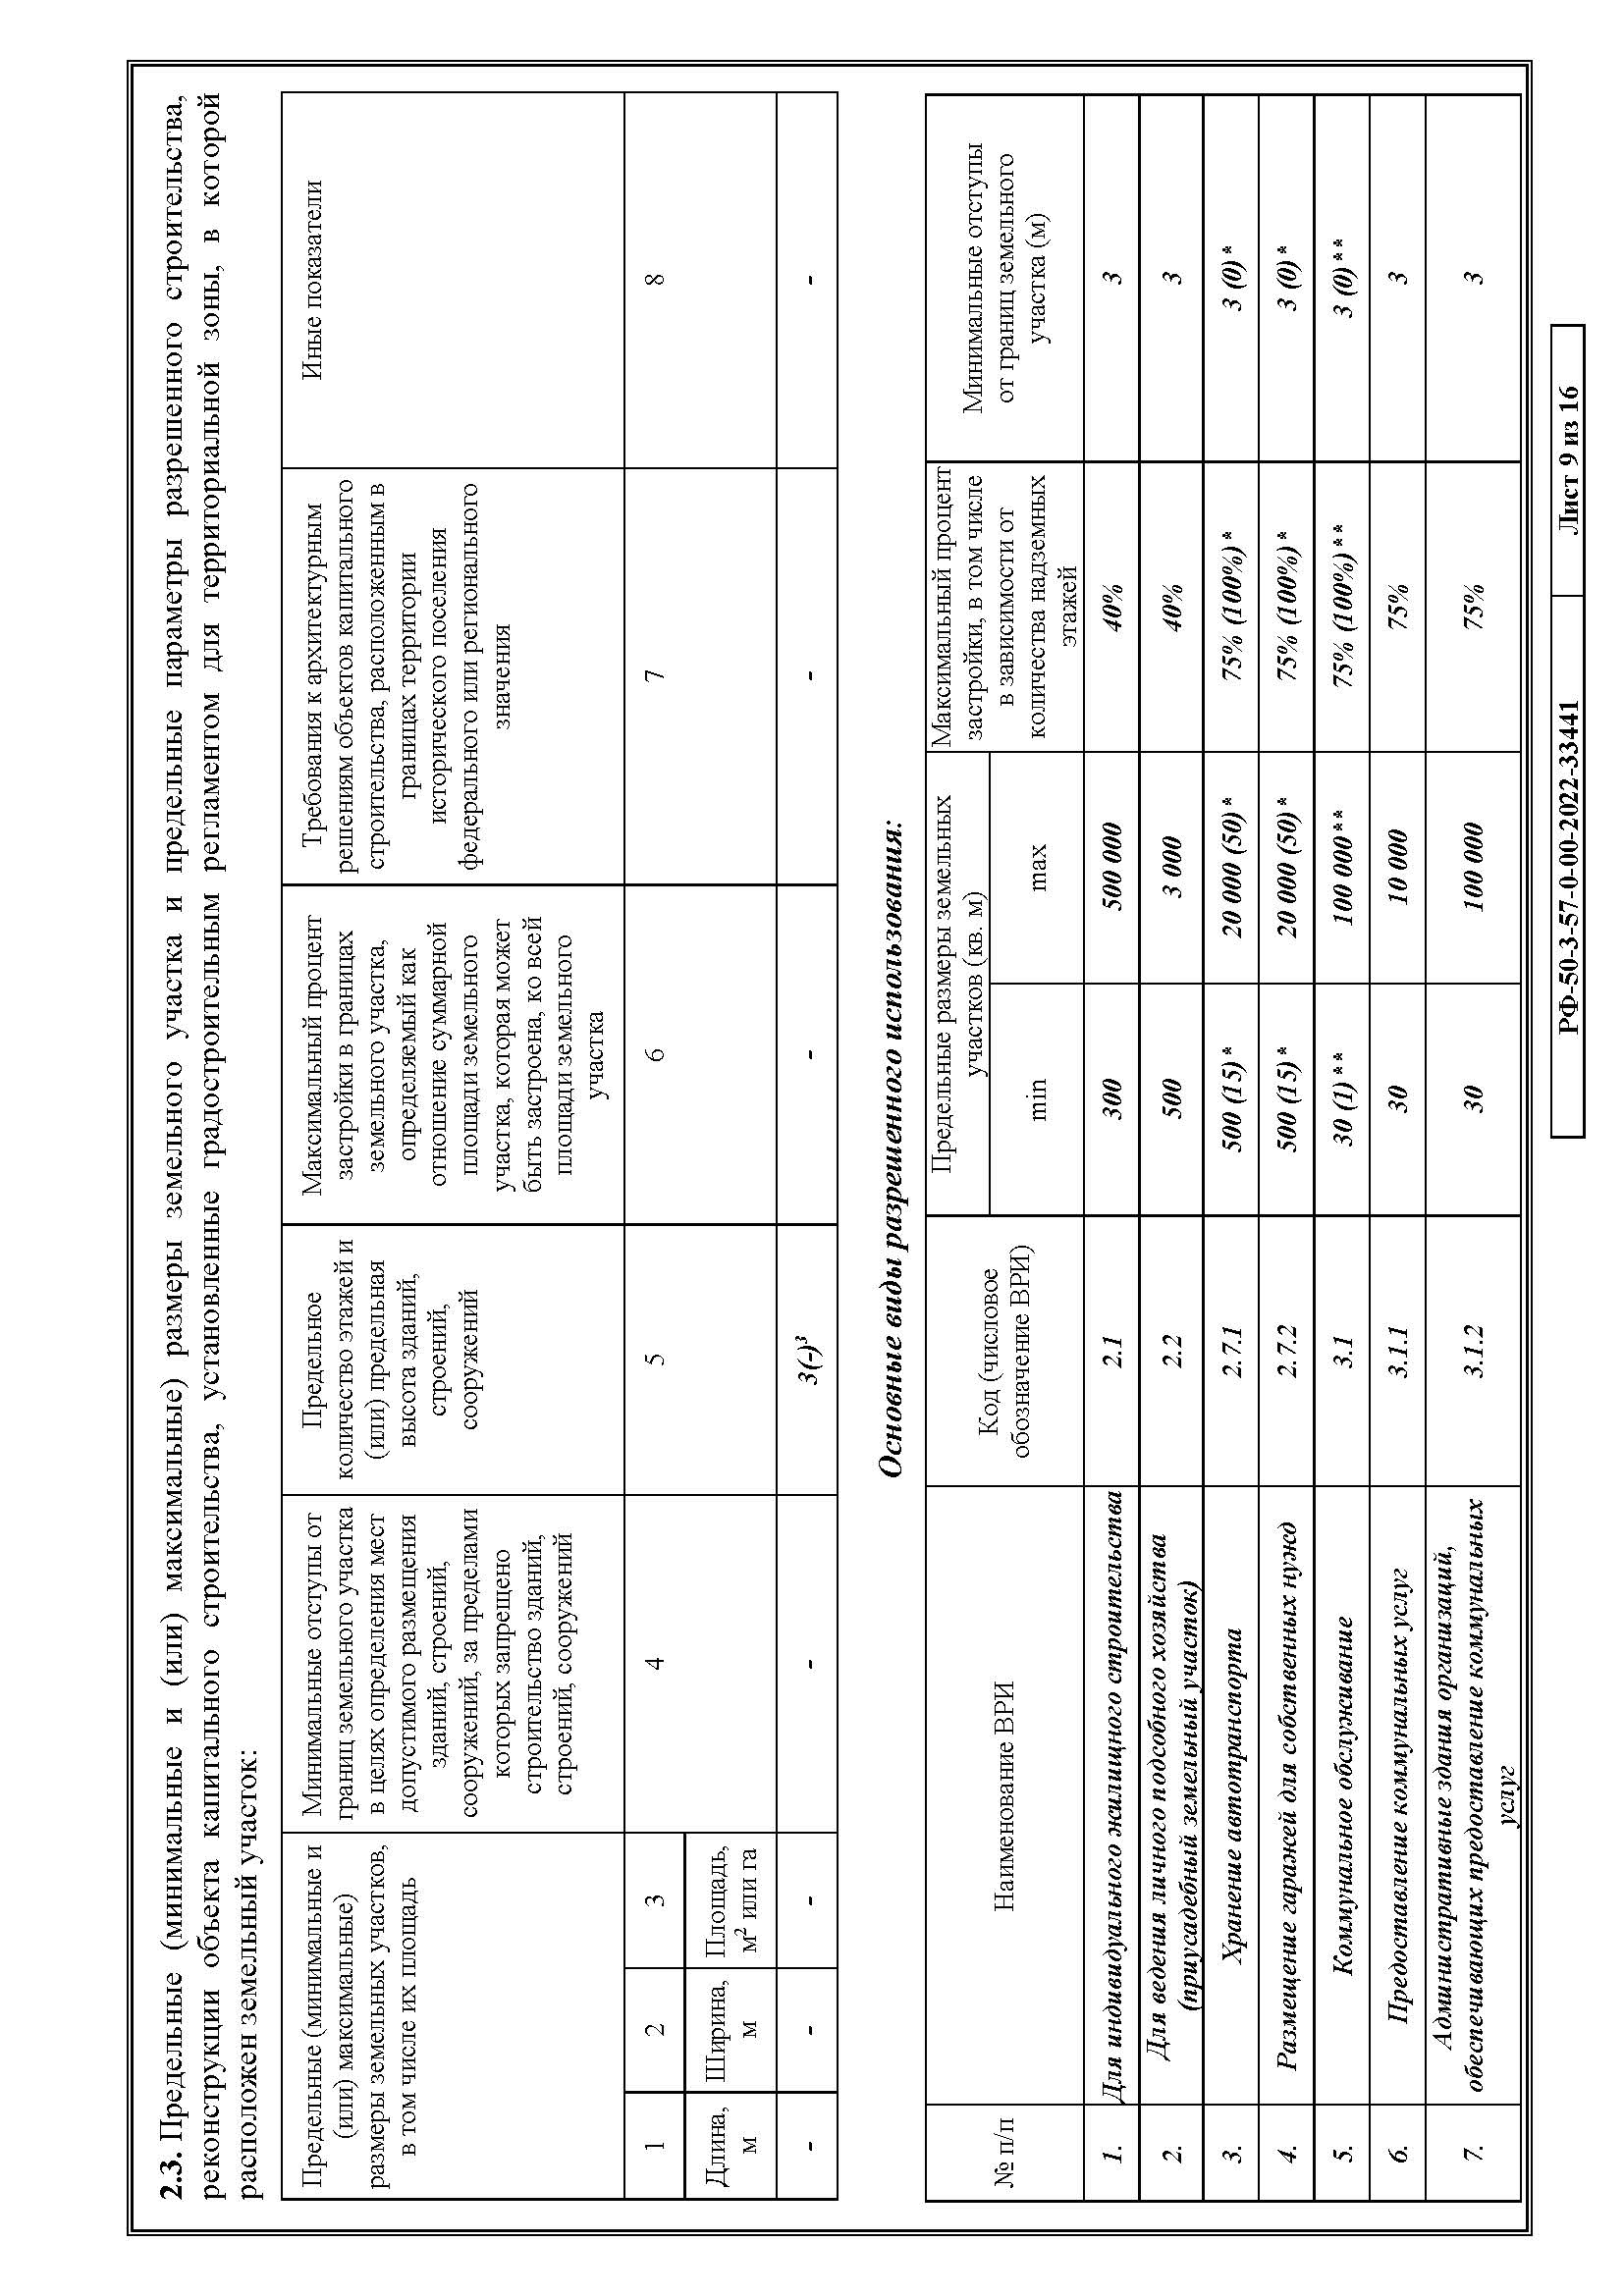 2.3. Предельные (минимальные и (или) максимальные) размеры земельного участка и предельные параметры разрешенного строительства,
реконструкции объекта капитального строительства, установленные градостроительным регламентом для территориальной зоны, в которой
расположен земельный участок:
Предельные (минимальные и
(или) максимальные)
размеры земельных участков,
в том числе их площадь
Минимальные отступы от
границ земельного участка
в целях определения мест
допустимого размещения
зданий, строений,
сооружений, за пределами
которых запрещено
строительство зданий,
строений, сооружений
Предельное
количество этажей и
(или) предельная
высота зданий,
строений,
сооружений
Максимальный процент
застройки в границах
земельного участка,
определяемый как
отношение суммарной
площади земельного
участка, которая может
быть застроена, ко всей
площади земельного
участка
Требования к архитектурным
решениям объектов капитального
строительства, расположенным в
границах территории
исторического поселения
федерального или регионального
значения
Иные показатели
1 2 3 4 5 6 7 8
Длина,
м
Ширина,
м
Площадь,
м² или га
- - - - 3(-)³ - - -
Основные виды разрешенного использования:
№ п/п
Наименование ВРИ
Код (числовое
обозначение ВРИ)
Предельные размеры земельных
участков (кв. м)
min max
Максимальный процент
застройки, в том числе
в зависимости от
количества надземных
этажей
Минимальные отступы
от границ земельного
участка (м)
1. Для индивидуального жилищного строительства 2.1 300 500 000 40% 3
2. Для ведения личного подсобного хозяйства
(приусадебный земельный участок) 2.2 500 3 000 40% 3
3. Хранение автотранспорта 2.7.1 500 (15)* 20 000 (50)* 75% (100%)* 3 (0)*
4. Размещение гаражей для собственных нужд 2.7.2 500 (15)* 20 000 (50)* 75% (100%)* 3 (0)*
5. Коммунальное обслуживание 3.1 30 (1)** 100 000** 75% (100%)** 3 (0)**
6. Предоставление коммунальных услуг 3.1.1 30 10 000 75% 3
7. Административные здания организаций,
обеспечивающих предоставление коммунальных
услуг 3.1.2 30 100 000 75% 3
РФ-50-3-57-0-00-2022-33441 Лист 9 из 16